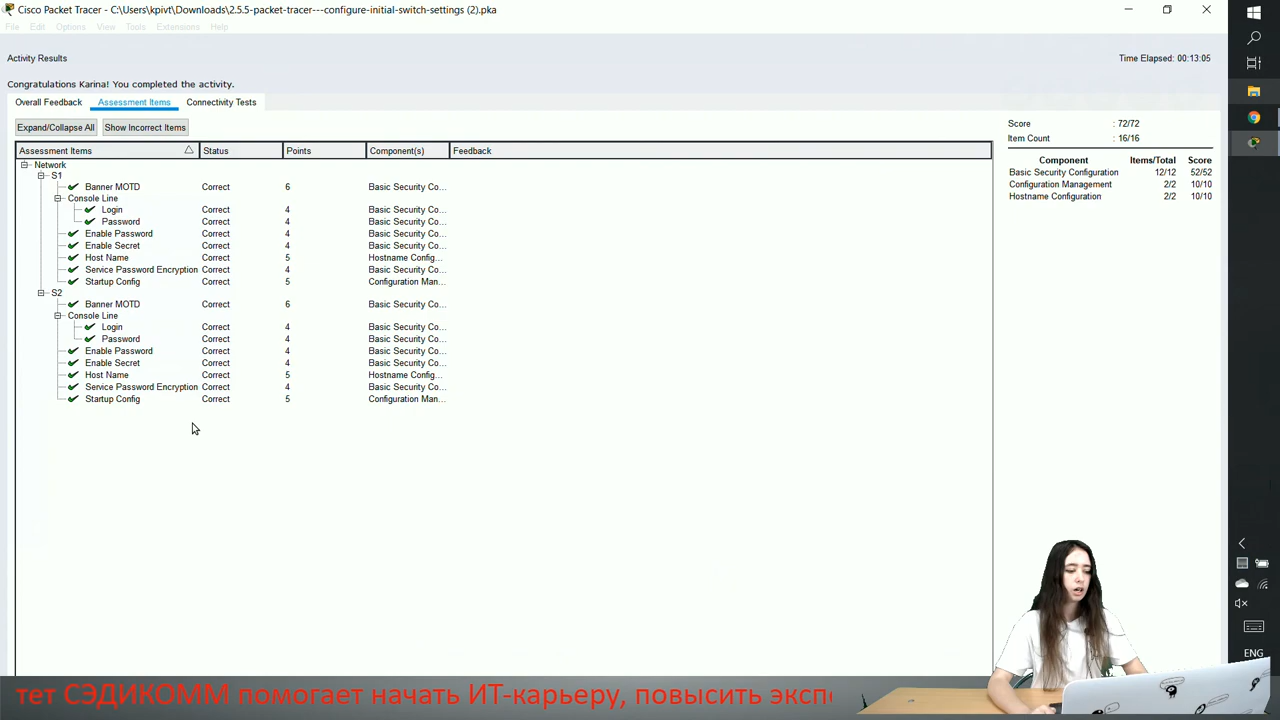 Cisco Packet Tracer - C:\Users\kpivt\Downloads\2.5.5-packet-tracer---configure-initial-switch-settings (2).pka
File Edit Options View Tools Extensions Help
Activity Results
Time Elapsed: 00:13:05
Congratulations Karina! You completed the activity.
Overall Feedback Assessment Items Connectivity Tests
Expand/Collapse All Show Incorrect Items
Assessment Items Status Points Component(s) Feedback
Network
S1
Banner MOTD Correct 6 Basic Security Co...
Console Line
Login Correct 4 Basic Security Co...
Password Correct 4 Basic Security Co...
Enable Password Correct 4 Basic Security Co...
Enable Secret Correct 4 Basic Security Co...
Host Name Correct 5 Hostname Config...
Service Password Encryption Correct 4 Basic Security Co...
Startup Config Correct 5 Configuration Man...
S2
Banner MOTD Correct 6 Basic Security Co...
Console Line
Login Correct 4 Basic Security Co...
Password Correct 4 Basic Security Co...
Enable Password Correct 4 Basic Security Co...
Enable Secret Correct 4 Basic Security Co...
Host Name Correct 5 Hostname Config...
Service Password Encryption Correct 4 Basic Security Co...
Startup Config Correct 5 Configuration Man...
Score : 72/72
Item Count : 16/16
Component Items/Total Score
Basic Security Configuration 12/12 52/52
Configuration Management 2/2 10/10
Hostname Configuration 2/2 10/10
ENG
тет СЭДИКОММ помогает начать ИТ-карьеру, повысить экспе